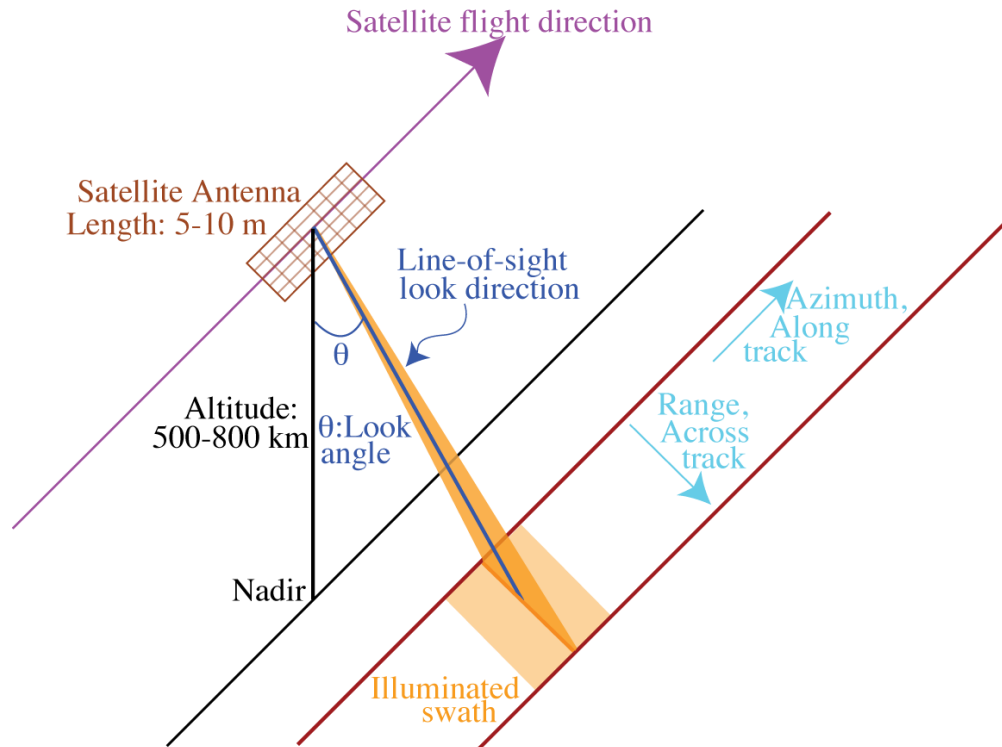 Satellite flight direction
Satellite Antenna
Length: 5-10 m
Line-of-sight
look direction
Azimuth,
Along
track
θ
Range,
Across
track
Altitude:
500-800 km
θ:Look
angle
Nadir
Illuminated
swath